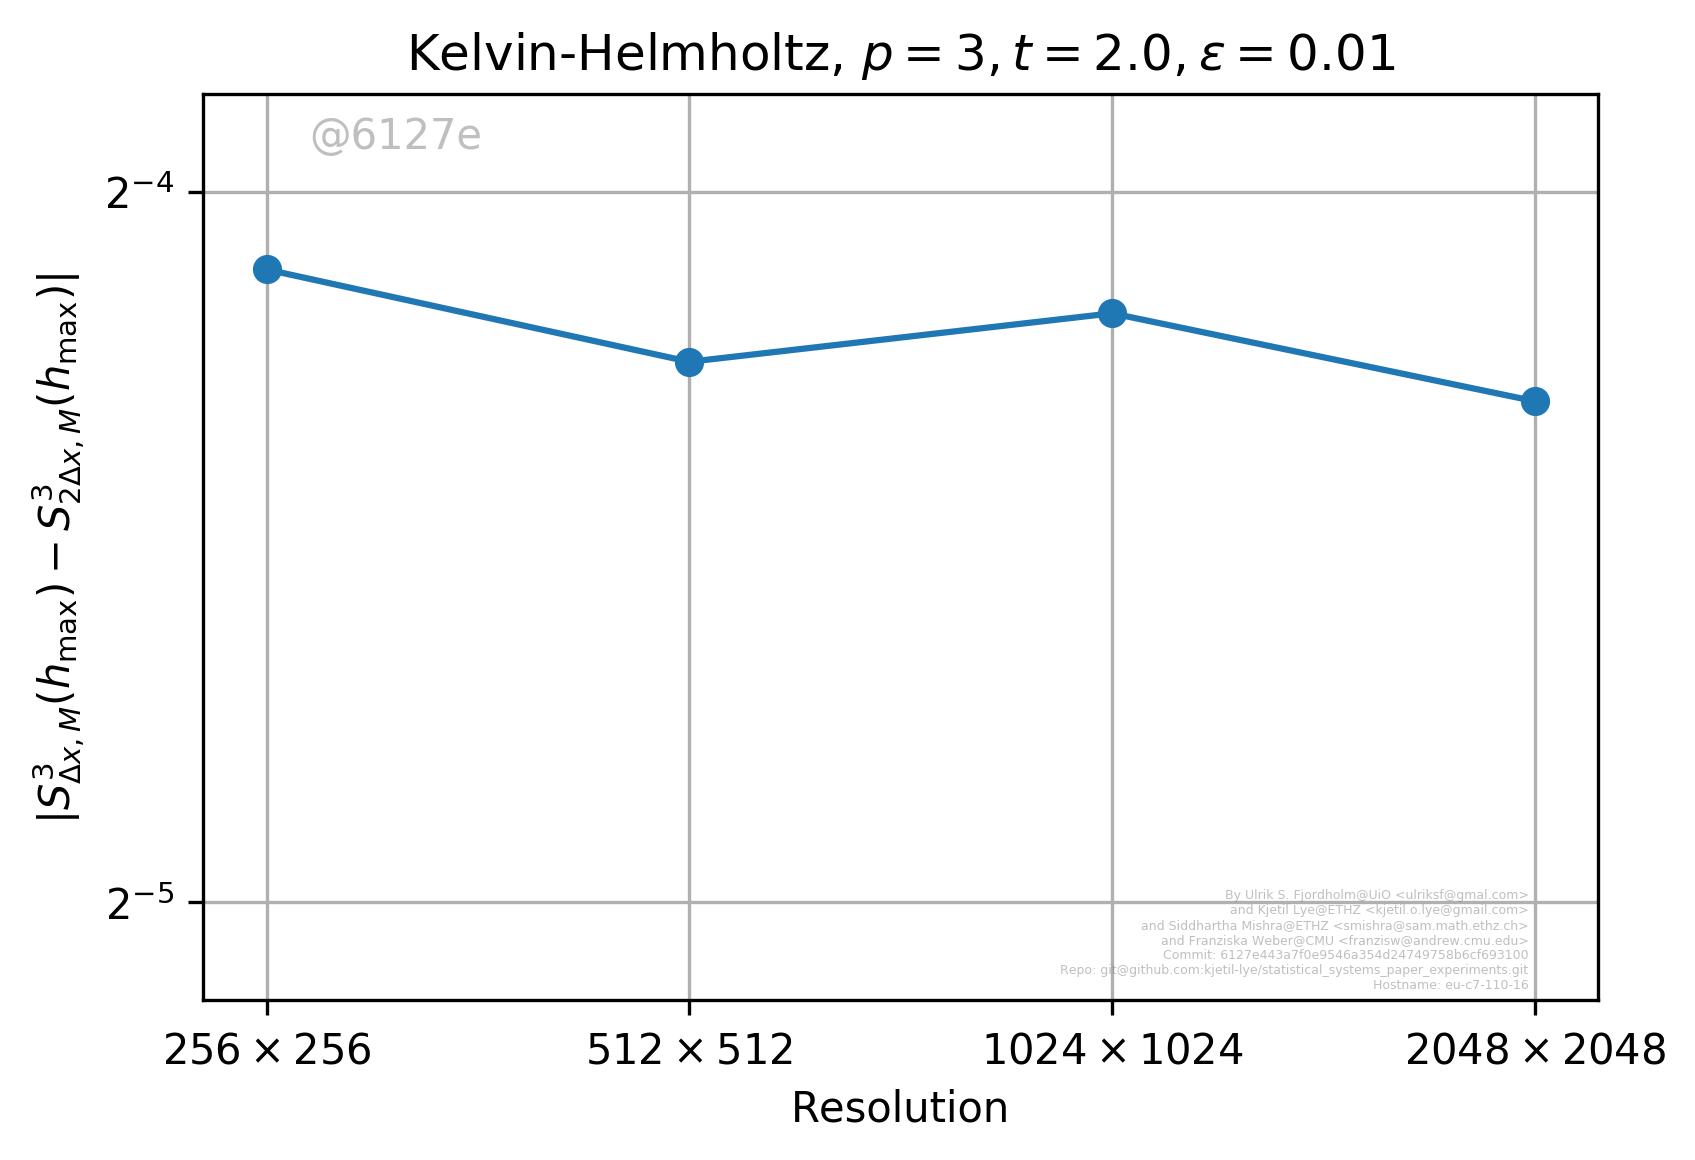 Kelvin-Helmholtz, p = 3, t = 2.0, ε = 0.01
@6127e
2⁻⁴
2⁻⁵
|S³_{Δx, M}(h_max) − S³_{2Δx, M}(h_max)|
By Ulrik S. Fjordholm@UiO <ulriksf@gmal.com>
and Kjetil Lye@ETHZ <kjetil.o.lye@gmail.com>
and Siddhartha Mishra@ETHZ <smishra@sam.math.ethz.ch>
and Franziska Weber@CMU <franzisw@andrew.cmu.edu>
Commit: 6127e443a7f0e9546a354d24749758b6cf693100
Repo: git@github.com:kjetil-lye/statistical_systems_paper_experiments.git
Hostname: eu-c7-110-16
256 × 256 512 × 512 1024 × 1024 2048 × 2048
Resolution